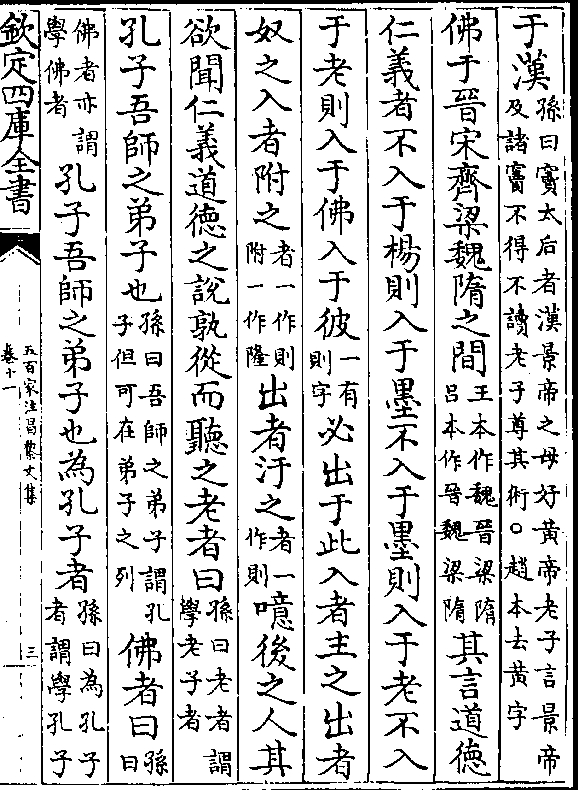 于漢孫曰竇太后者漢景帝之母好黃帝老子言景帝及諸竇不得不讀老子尊其術○趙本去黃字
佛于晉宋齊梁魏隋之間王本作魏晉梁隋呂本作晉魏梁隋其言道德
仁義者不入于楊則入于墨不入于墨則入于老不入
于老則入于佛入于彼一有則字必出于此入者主之出者
奴之入者附之者一作則附一作隆出者汙之者一作則噫後之人其
欲聞仁義道德之說孰從而聽之老者曰孫曰老者謂學老子者
孔子吾師之弟子也孫曰吾師之弟子謂孔子但可在弟子之列佛者曰孫曰
佛者亦謂學佛者孔子吾師之弟子也為孔子者孫曰為孔子者謂學孔子
欽定四庫全書
五百家注昌黎文集
卷十一
三